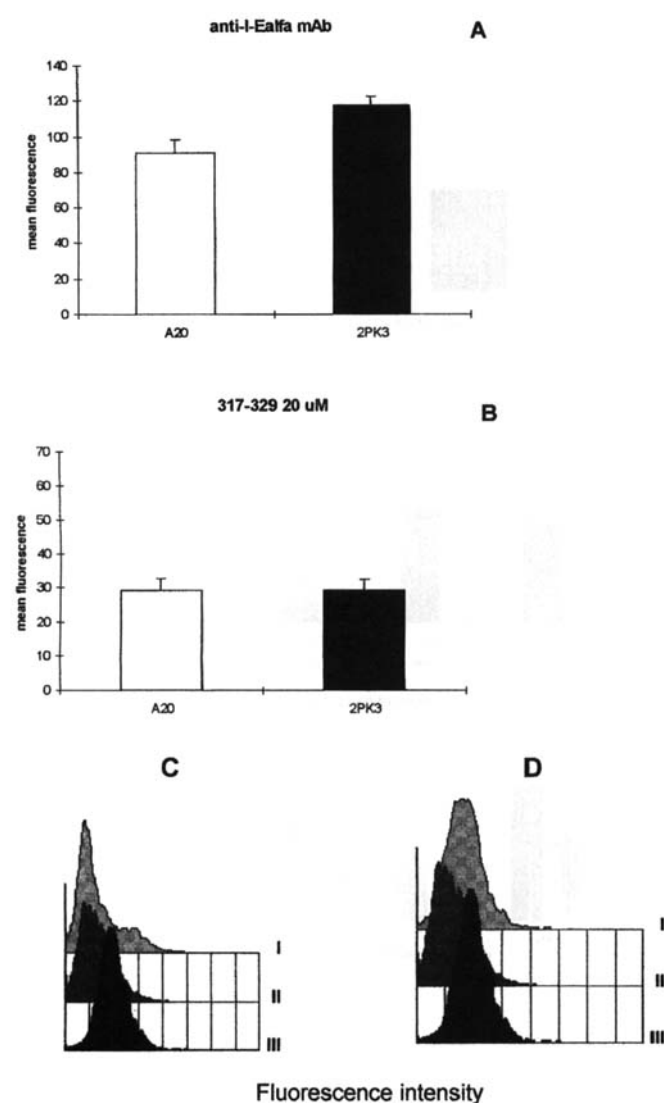 anti-I-Ealfa mAb
A
mean fluorescence
140
120
100
80
60
40
20
0
A20 2PK3
317-329 20 uM
B
mean fluorescence
70
60
50
40
30
20
10
0
A20 2PK3
C D
I I
II II
III III
Fluorescence intensity